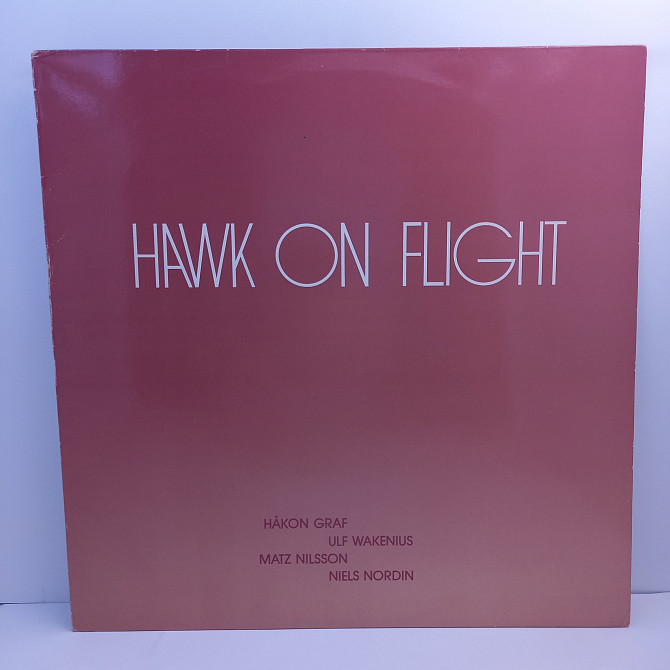 HAWK ON FLIGHT
HÅKON GRAF
ULF WAKENIUS
MATZ NILSSON
NIELS NORDIN